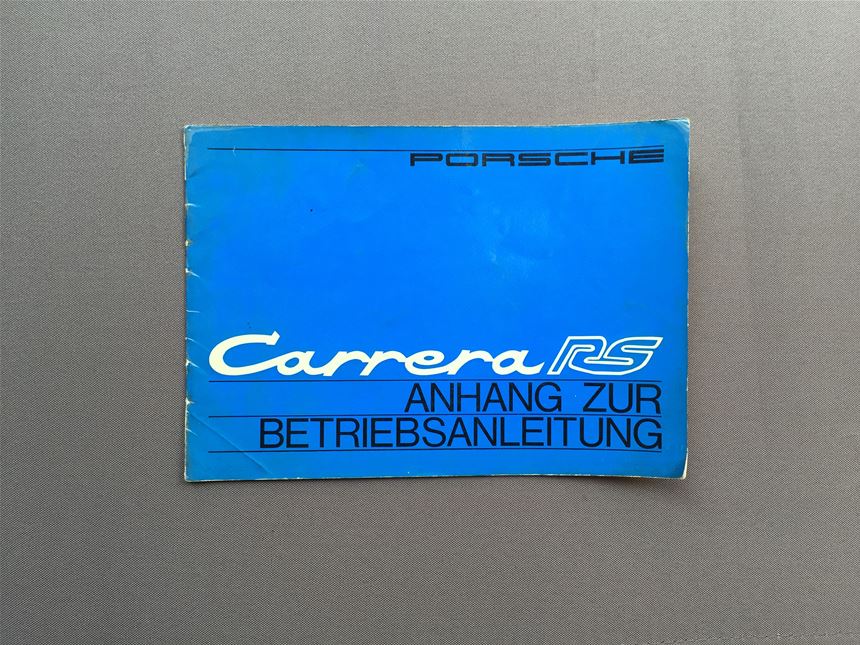 PORSCHE
Carrera RS
ANHANG ZUR
BETRIEBSANLEITUNG